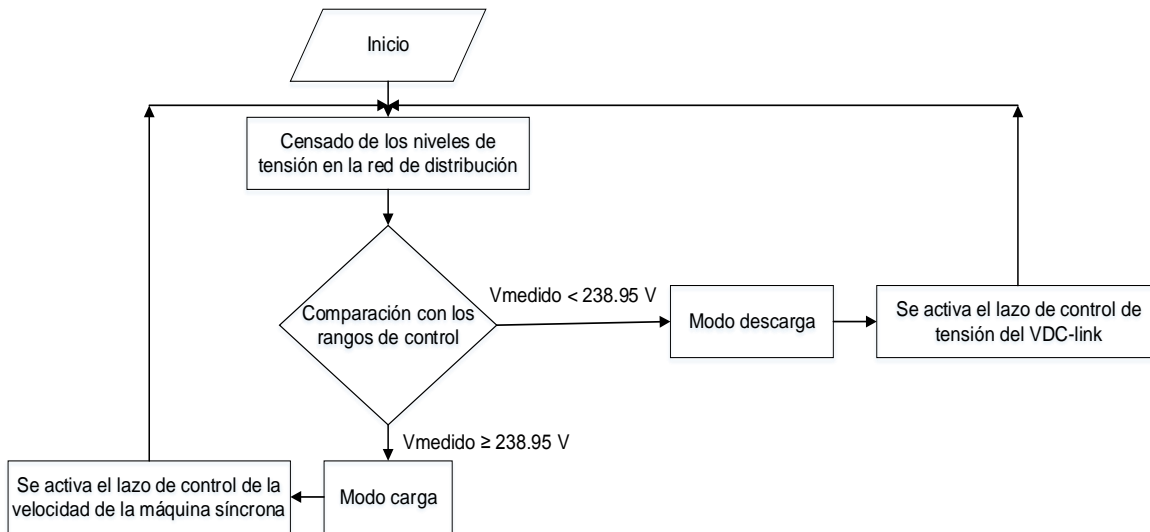 Inicio
Censado de los niveles de
tensión en la red de distribución
Comparación con los
rangos de control
Vmedido < 238.95 V
Modo descarga
Se activa el lazo de control de
tensión del VDC-link
Vmedido ≥ 238.95 V
Modo carga
Se activa el lazo de control de la
velocidad de la máquina síncrona